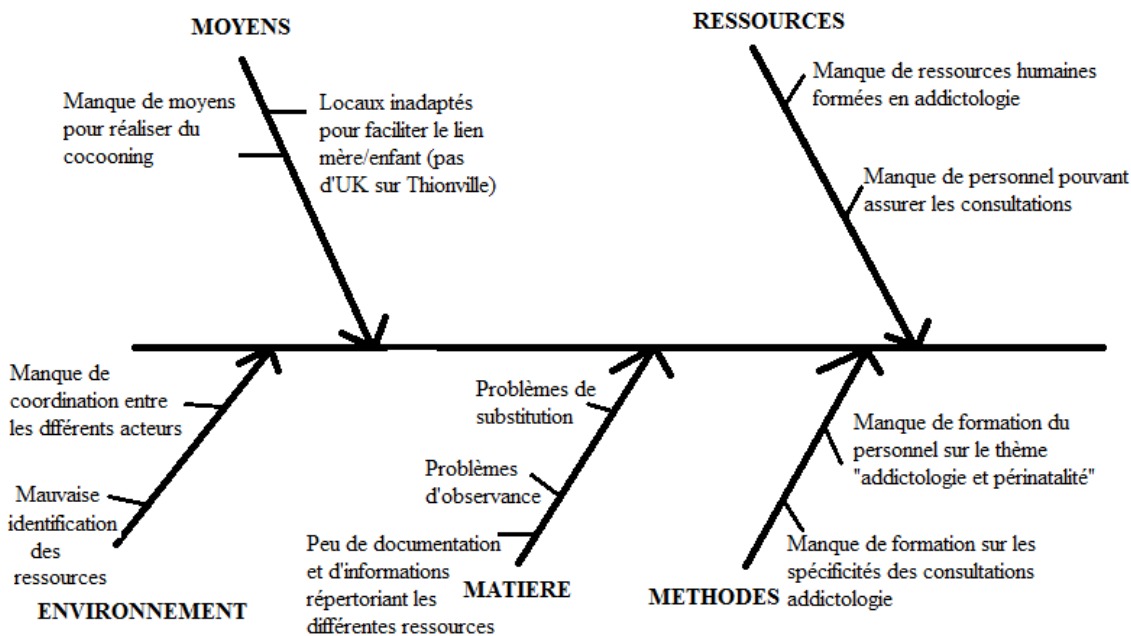 MOYENS
Manque de moyens
pour réaliser du
cocooning
Locaux inadaptés
pour faciliter le lien
mère/enfant (pas
d'UK sur Thionville)
RESSOURCES
Manque de ressources humaines
formées en addictologie
Manque de personnel pouvant
assurer les consultations
Manque de
coordination entre
les dfférents acteurs
Mauvaise
identification
des
ressources
ENVIRONNEMENT
Problèmes de
substitution
Problèmes
d'observance
Peu de documentation
et d'informations
répertoriant les
différentes ressources
MATIERE
Manque de formation du
personnel sur le thème
"addictologie et périnatalité"
Manque de formation sur les
spécificités des consultations
addictologie
METHODES